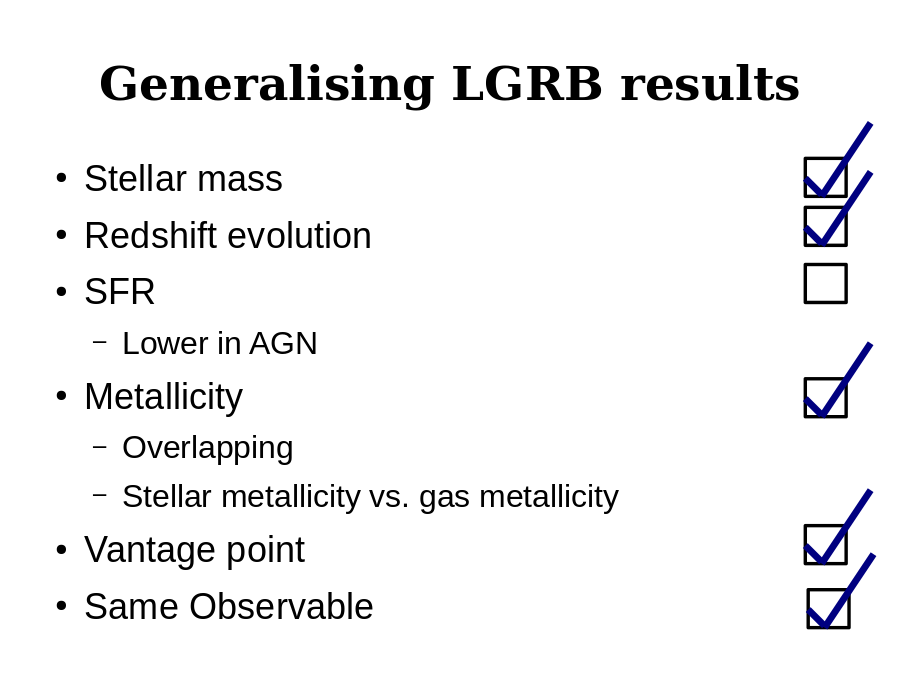 Generalising LGRB results
• Stellar mass
• Redshift evolution
• SFR
– Lower in AGN
• Metallicity
– Overlapping
– Stellar metallicity vs. gas metallicity
• Vantage point
• Same Observable